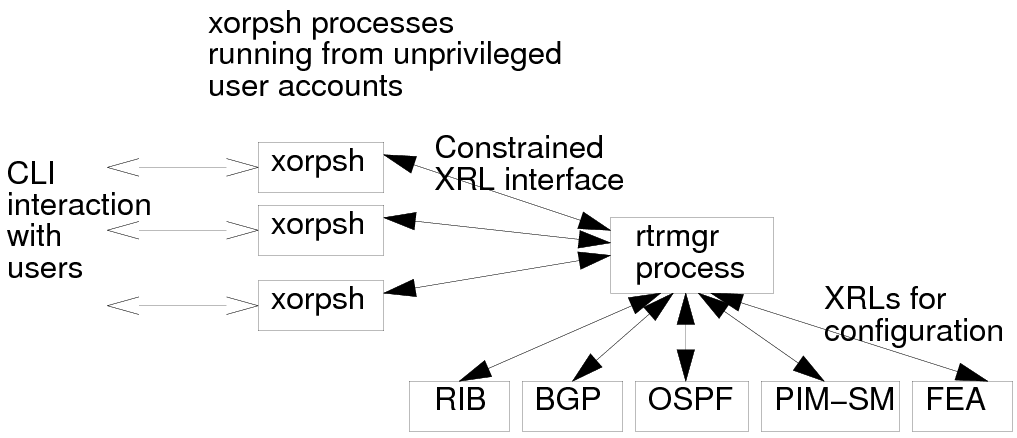 xorpsh processes
running from unprivileged
user accounts
CLI
interaction
with
users
xorpsh
xorpsh
xorpsh
Constrained
XRL interface
rtrmgr
process
XRLs for
configuration
RIB
BGP
OSPF
PIM–SM
FEA